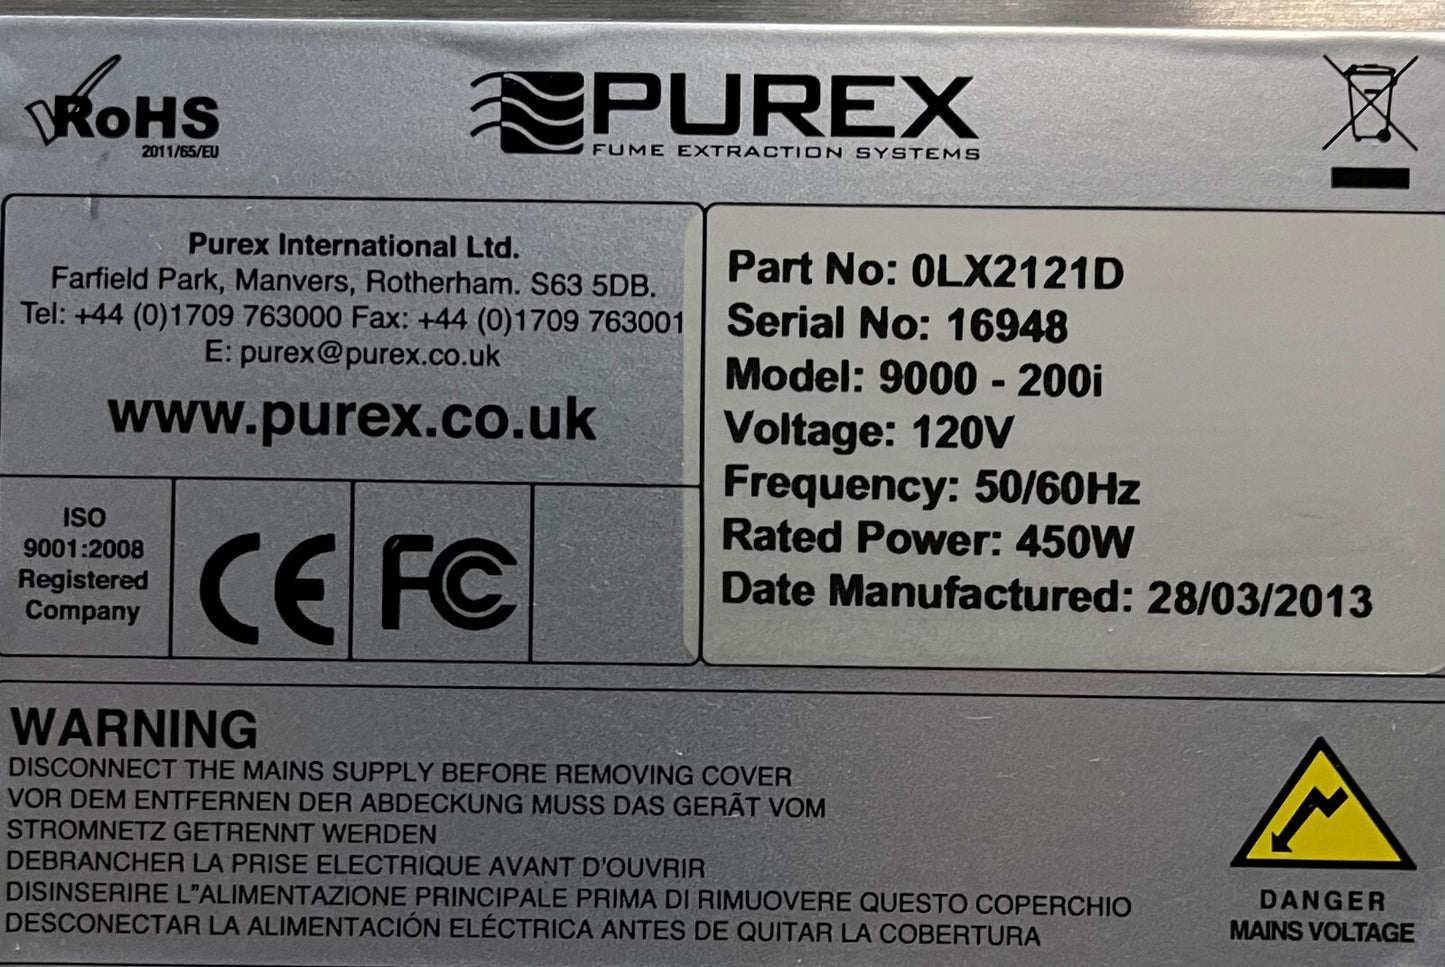 RoHS
2011/65/EU
PUREX
FUME EXTRACTION SYSTEMS
Purex International Ltd.
Farfield Park, Manvers, Rotherham. S63 5DB.
Tel: +44 (0)1709 763000 Fax: +44 (0)1709 763001
E: purex@purex.co.uk
www.purex.co.uk
Part No: 0LX2121D
Serial No: 16948
Model: 9000 - 200i
Voltage: 120V
Frequency: 50/60Hz
Rated Power: 450W
Date Manufactured: 28/03/2013
ISO
9001:2008
Registered
Company
CE
FC
WARNING
DISCONNECT THE MAINS SUPPLY BEFORE REMOVING COVER
VOR DEM ENTFERNEN DER ABDECKUNG MUSS DAS GERÃT VOM
STROMNETZ GETRENNT WERDEN
DEBRANCHER LA PRISE ELECTRIQUE AVANT D'OUVRIR
DISINSERIRE L"ALIMENTAZIONE PRINCIPALE PRIMA DI RIMUOVERE QUESTO COPERCHIO
DESCONECTAR LA ALIMENTACIÓN ELÉCTRICA ANTES DE QUITAR LA COBERTURA
DANGER
MAINS VOLTAGE